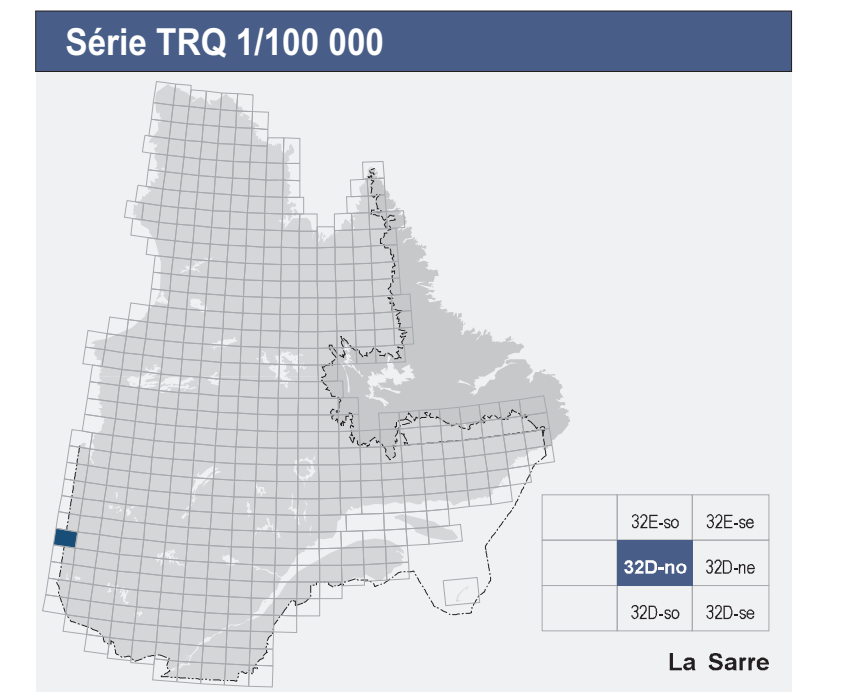 Série TRQ 1/100 000
32E-so 32E-se
32D-no 32D-ne
32D-so 32D-se
La Sarre